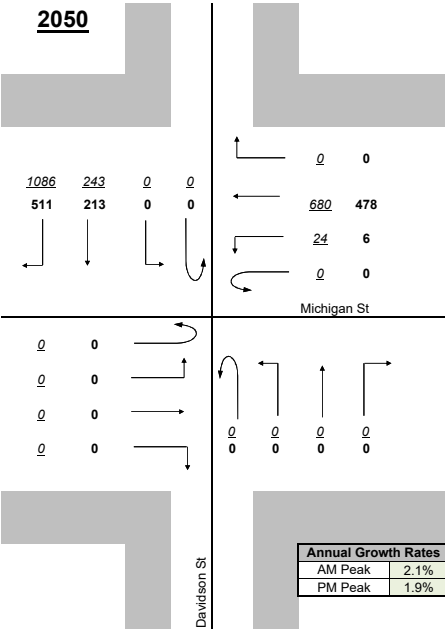 2050
0 0
1086 243 0 0
511 213 0 0
680 478
24 6
0 0
Michigan St
0 0
0 0
0 0
0 0
0 0 0 0
0 0 0 0
Davidson St
Annual Growth Rates
AM Peak 2.1%
PM Peak 1.9%